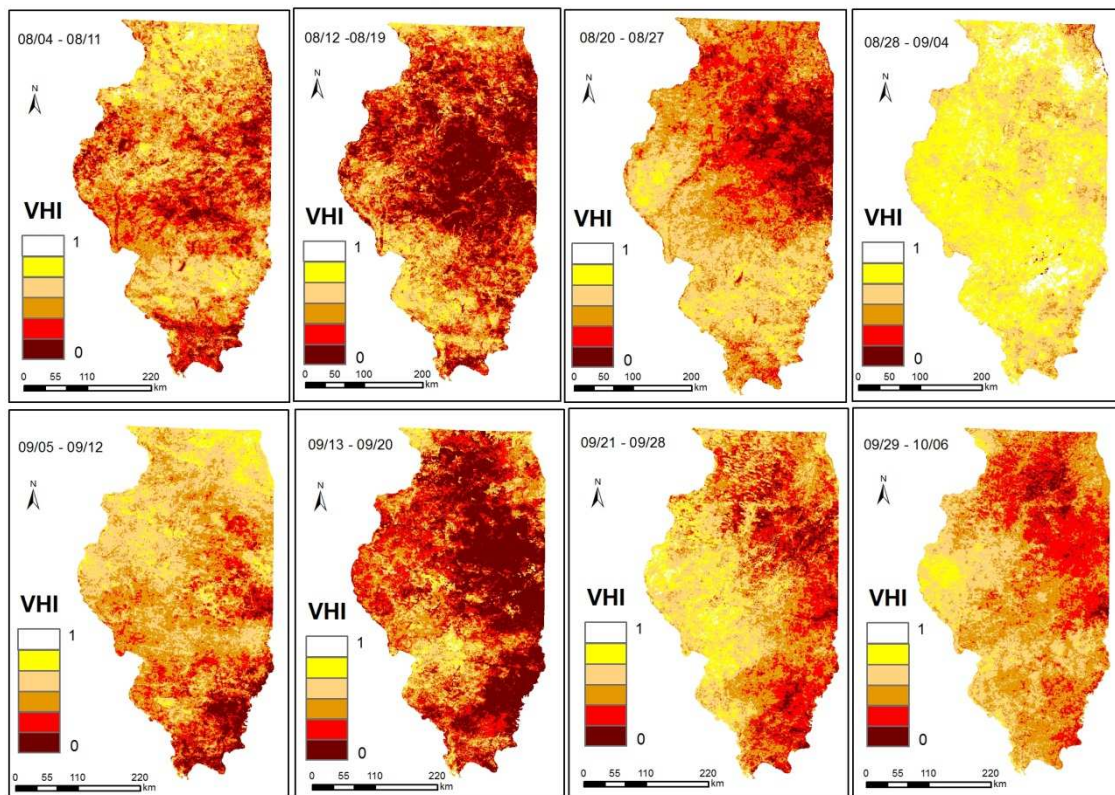 08/04 - 08/11
N
VHI
1
0
0 55 110 220
km
08/12 -08/19
N
VHI
1
0
0 50 100 200
km
08/20 - 08/27
N
VHI
1
0
0 50 100 200
km
08/28 - 09/04
N
VHI
1
0
0 50 100 200
km
09/05 - 09/12
N
VHI
1
0
0 55 110 220
km
09/13 - 09/20
N
VHI
1
0
0 55 110 220
km
09/21 - 09/28
N
VHI
1
0
0 55 110 220
km
09/29 - 10/06
N
VHI
1
0
0 55 110 220
km